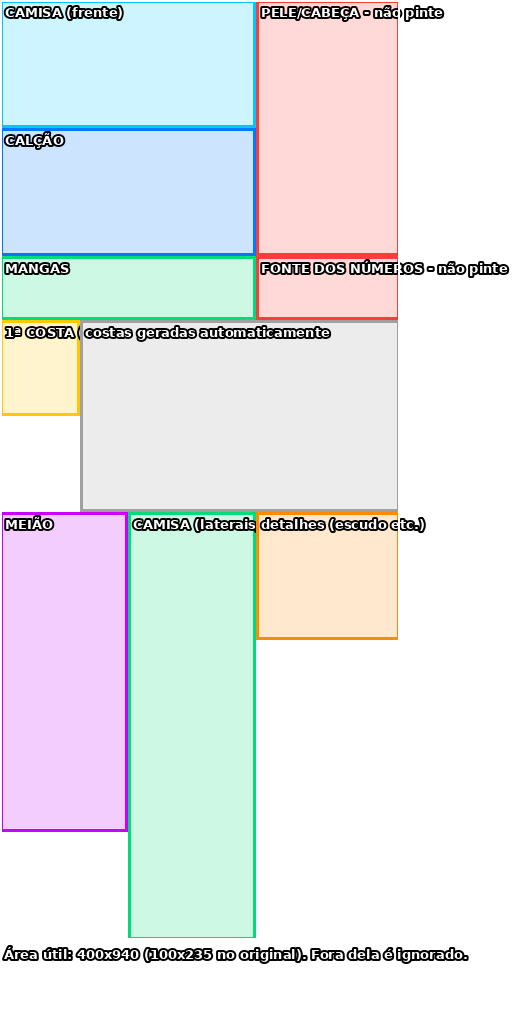 CAMISA (frente)
PELE/CABEÇA - não pinte
CALÇÃO
MANGAS
FONTE DOS NÚMEROS - não pinte
1ª COSTA (
costas geradas automaticamente
MEIÃO
CAMISA (laterais
detalhes (escudo etc.)
Área útil: 400x940 (100x235 no original). Fora dela é ignorado.